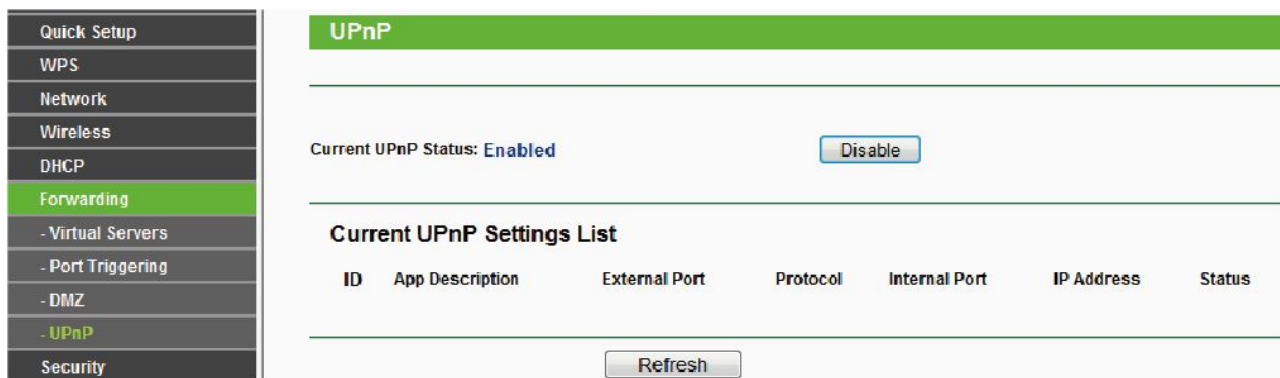 Quick Setup
WPS
Network
Wireless
DHCP
Forwarding
- Virtual Servers
- Port Triggering
- DMZ
- UPnP
Security
UPnP
Current UPnP Status: Enabled Disable
Current UPnP Settings List
ID App Description External Port Protocol Internal Port IP Address Status
Refresh